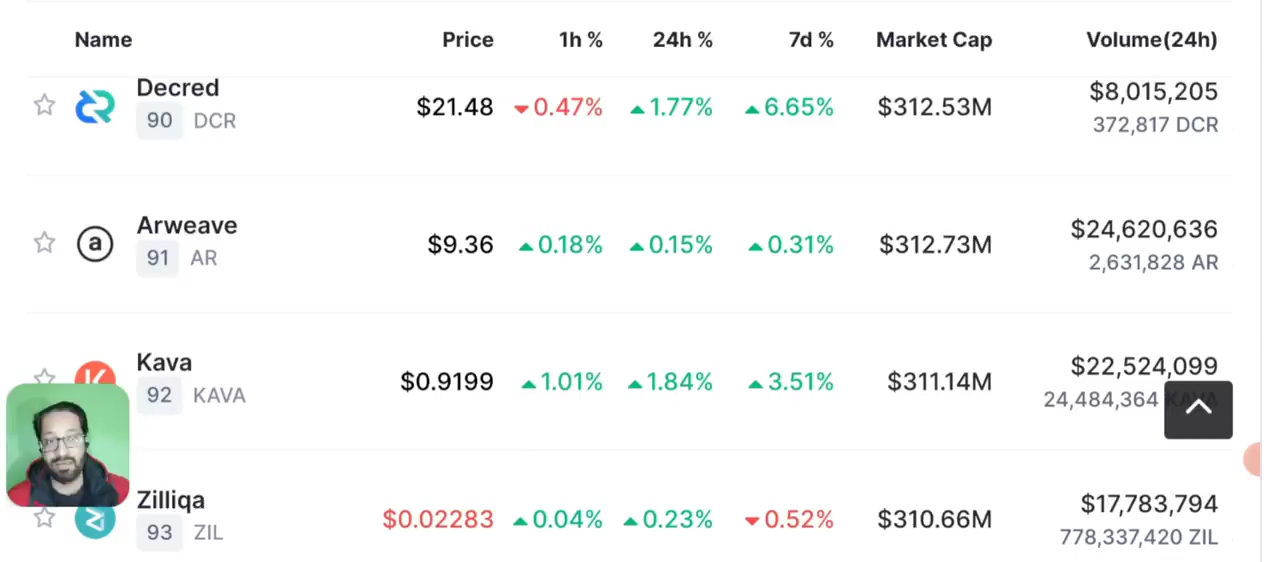 Name Price 1h % 24h % 7d % Market Cap Volume(24h)
Decred
90 DCR
$21.48 0.47% 1.77% 6.65% $312.53M $8,015,205
372,817 DCR
Arweave
91 AR
$9.36 0.18% 0.15% 0.31% $312.73M $24,620,636
2,631,828 AR
Kava
92 KAVA
$0.9199 1.01% 1.84% 3.51% $311.14M $22,524,099
24,484,364 KAVA
Zilliqa
93 ZIL
$0.02283 0.04% 0.23% 0.52% $310.66M $17,783,794
778,337,420 ZIL